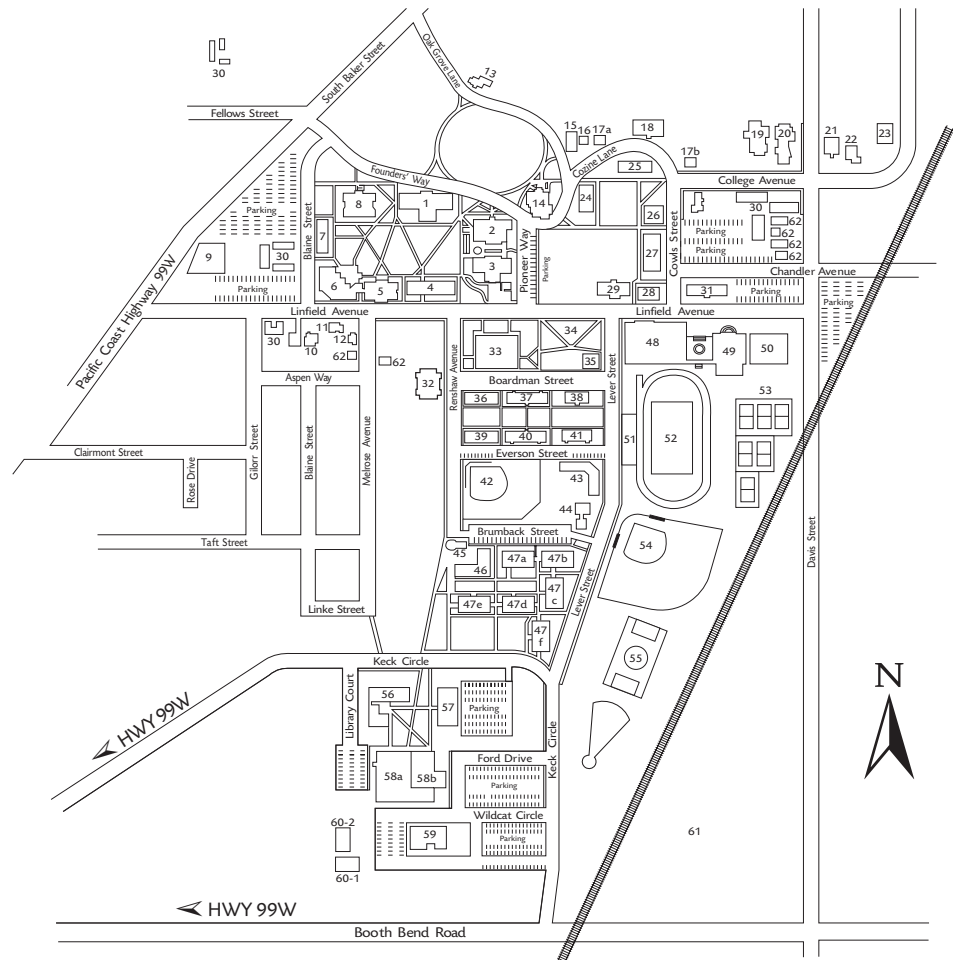 South Baker Street
Oak Grove Lane
13
30
Fellows Street
15
16
17a
18
19
20
21
22
23
Cozine Lane
25
17b
Founders' Way
College Avenue
Parking
Blaine Street
8
1
14
24
26
Cowls Street
30
62
62
62
62
Parking
Parking
7
2
Pioneer Way
Parking
27
9
30
3
Chandler Avenue
Parking
6
5
4
29
28
31
Parking
Parking
Pacific Coast Highway 99W
Linfield Avenue
Linfield Avenue
30
11
10
12
62
62
33
34
35
48
49
50
Aspen Way
32
Renshaw Avenue
Boardman Street
Lever Street
36
37
38
53
39
40
41
51
52
Clairmont Street
Rose Drive
Gilorr Street
Blaine Street
Melrose Avenue
Everson Street
42
43
44
Taft Street
Brumback Street
54
Davis Street
45
46
47a
47b
47
c
Lever Street
Linke Street
47e
47d
47
f
55
Keck Circle
N
HWY 99W
Library Court
56
57
Parking
Keck Circle
58a
58b
Ford Drive
Parking
Wildcat Circle
60-2
59
Parking
61
60-1
HWY 99W
Booth Bend Road